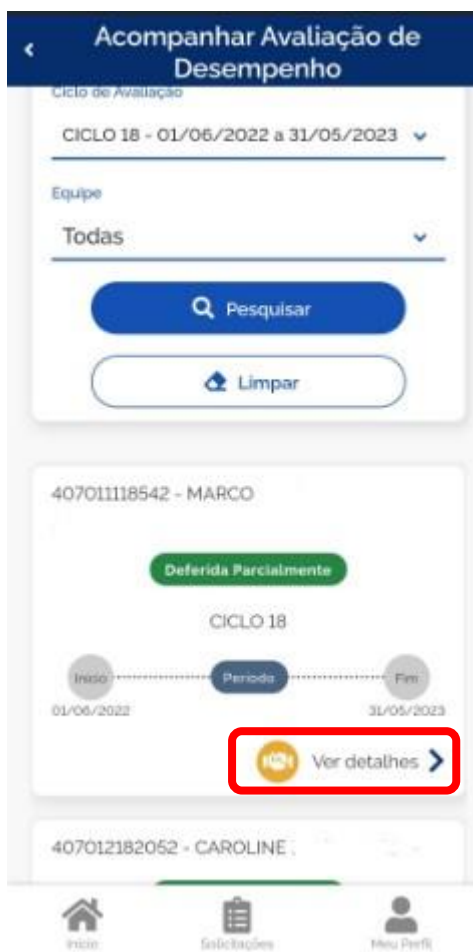 Acompanhar Avaliação de
Desempenho
Ciclo de Avaliação
CICLO 18 - 01/06/2022 a 31/05/2023
Equipe
Todas
Pesquisar
Limpar
407011118542 - MARCO
Deferida Parcialmente
CICLO 18
Início Período Fim
01/06/2022 31/05/2023
Ver detalhes
407012182052 - CAROLINE
Início Solicitações Meu Perfil